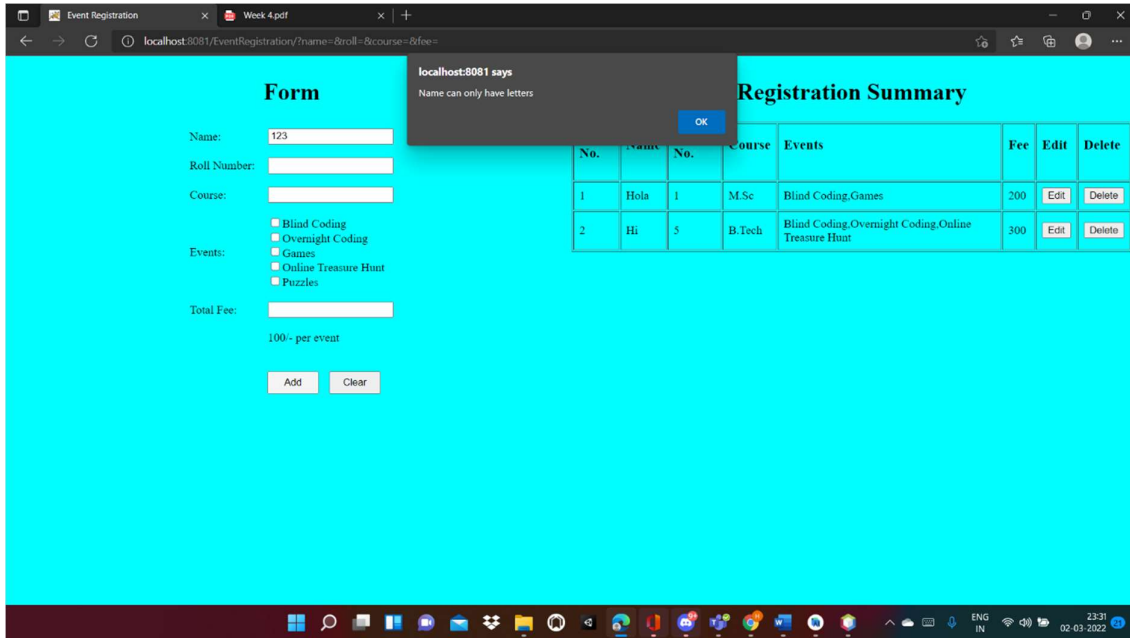 Event Registration
Week 4.pdf
localhost:8081/EventRegistration/?name=&roll=&course=&fee=
localhost:8081 says
Name can only have letters
OK
Form
Registration Summary
Name:
123
Roll Number:
Course:
Events:
Blind Coding
Overnight Coding
Games
Online Treasure Hunt
Puzzles
Total Fee:
100/- per event
Add Clear
No. Name No. Course Events Fee Edit Delete
1 Hola 1 M.Sc Blind Coding,Games 200 Edit Delete
2 Hi 5 B.Tech Blind Coding,Overnight Coding,Online Treasure Hunt 300 Edit Delete
ENG
IN
23:31
02-03-2022